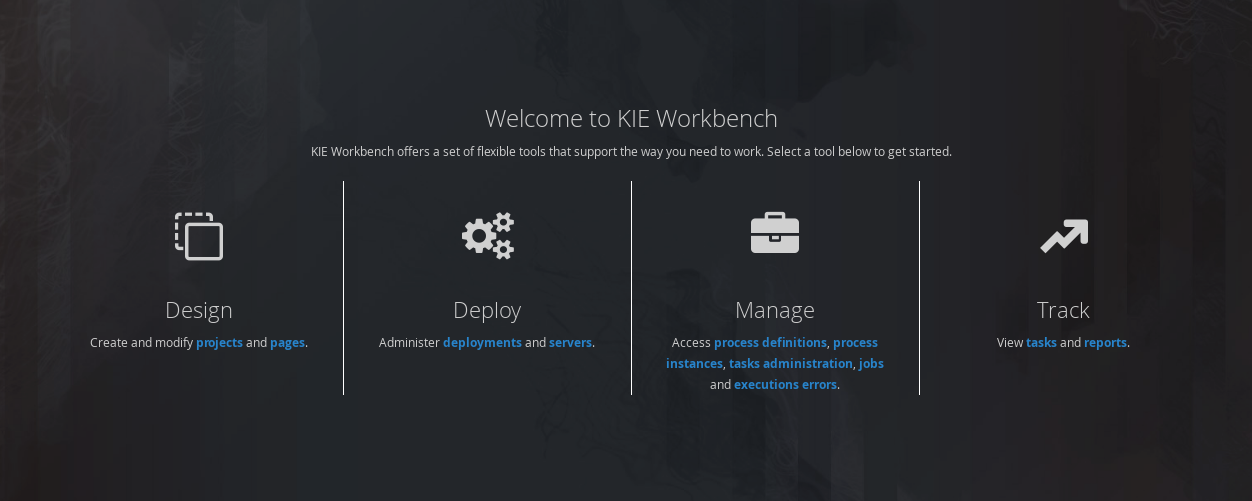 Welcome to KIE Workbench
KIE Workbench offers a set of flexible tools that support the way you need to work. Select a tool below to get started.
Design
Create and modify projects and pages.
Deploy
Administer deployments and servers.
Manage
Access process definitions, process
instances, tasks administration, jobs
and executions errors.
Track
View tasks and reports.